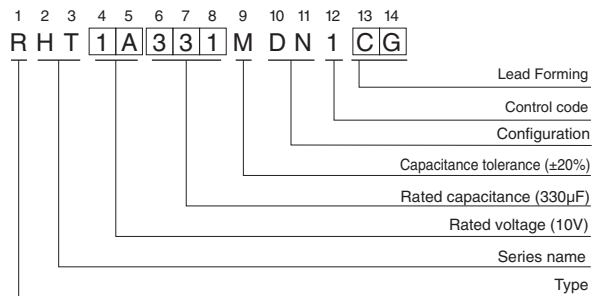 1 2 3 4 5 6 7 8 9 10 11 12 13 14
R H T 1 A 3 3 1 M D N 1 C G
Lead Forming
Control code
Configuration
Capacitance tolerance (±20%)
Rated capacitance (330µF)
Rated voltage (10V)
Series name
Type